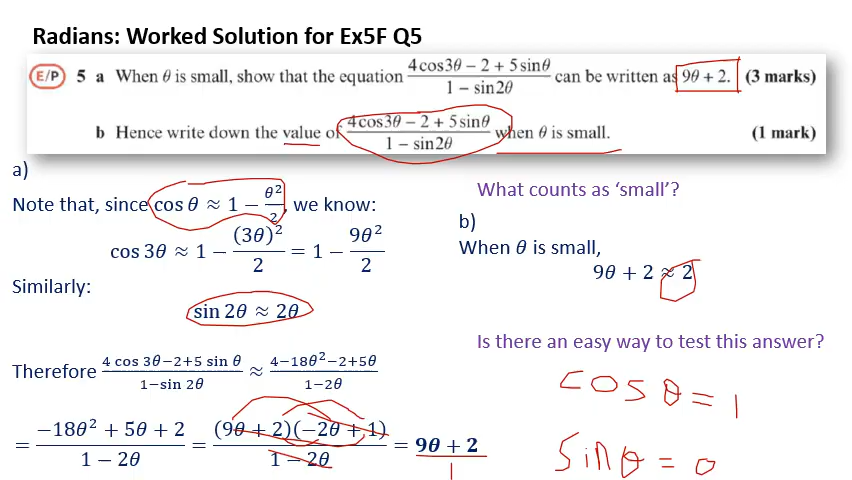 Radians: Worked Solution for Ex5F Q5
E/P 5 a When θ is small, show that the equation (4cos3θ − 2 + 5sinθ)/(1 − sin2θ) can be written as 9θ + 2. (3 marks)
b Hence write down the value of (4cos3θ − 2 + 5sinθ)/(1 − sin2θ) when θ is small. (1 mark)
a)
Note that, since cos θ ≈ 1 − θ²/2, we know:
cos 3θ ≈ 1 − (3θ)²/2 = 1 − 9θ²/2
Similarly:
sin 2θ ≈ 2θ
Therefore (4 cos 3θ−2+5 sin θ)/(1−sin 2θ) ≈ (4−18θ²−2+5θ)/(1−2θ)
= (−18θ² + 5θ + 2)/(1 − 2θ) = (9θ + 2)(−2θ + 1)/(1 − 2θ) = 9θ + 2
1
What counts as ‘small’?
b)
When θ is small,
9θ + 2 ≈ 2
Is there an easy way to test this answer?
cos θ = 1
sin θ = 0